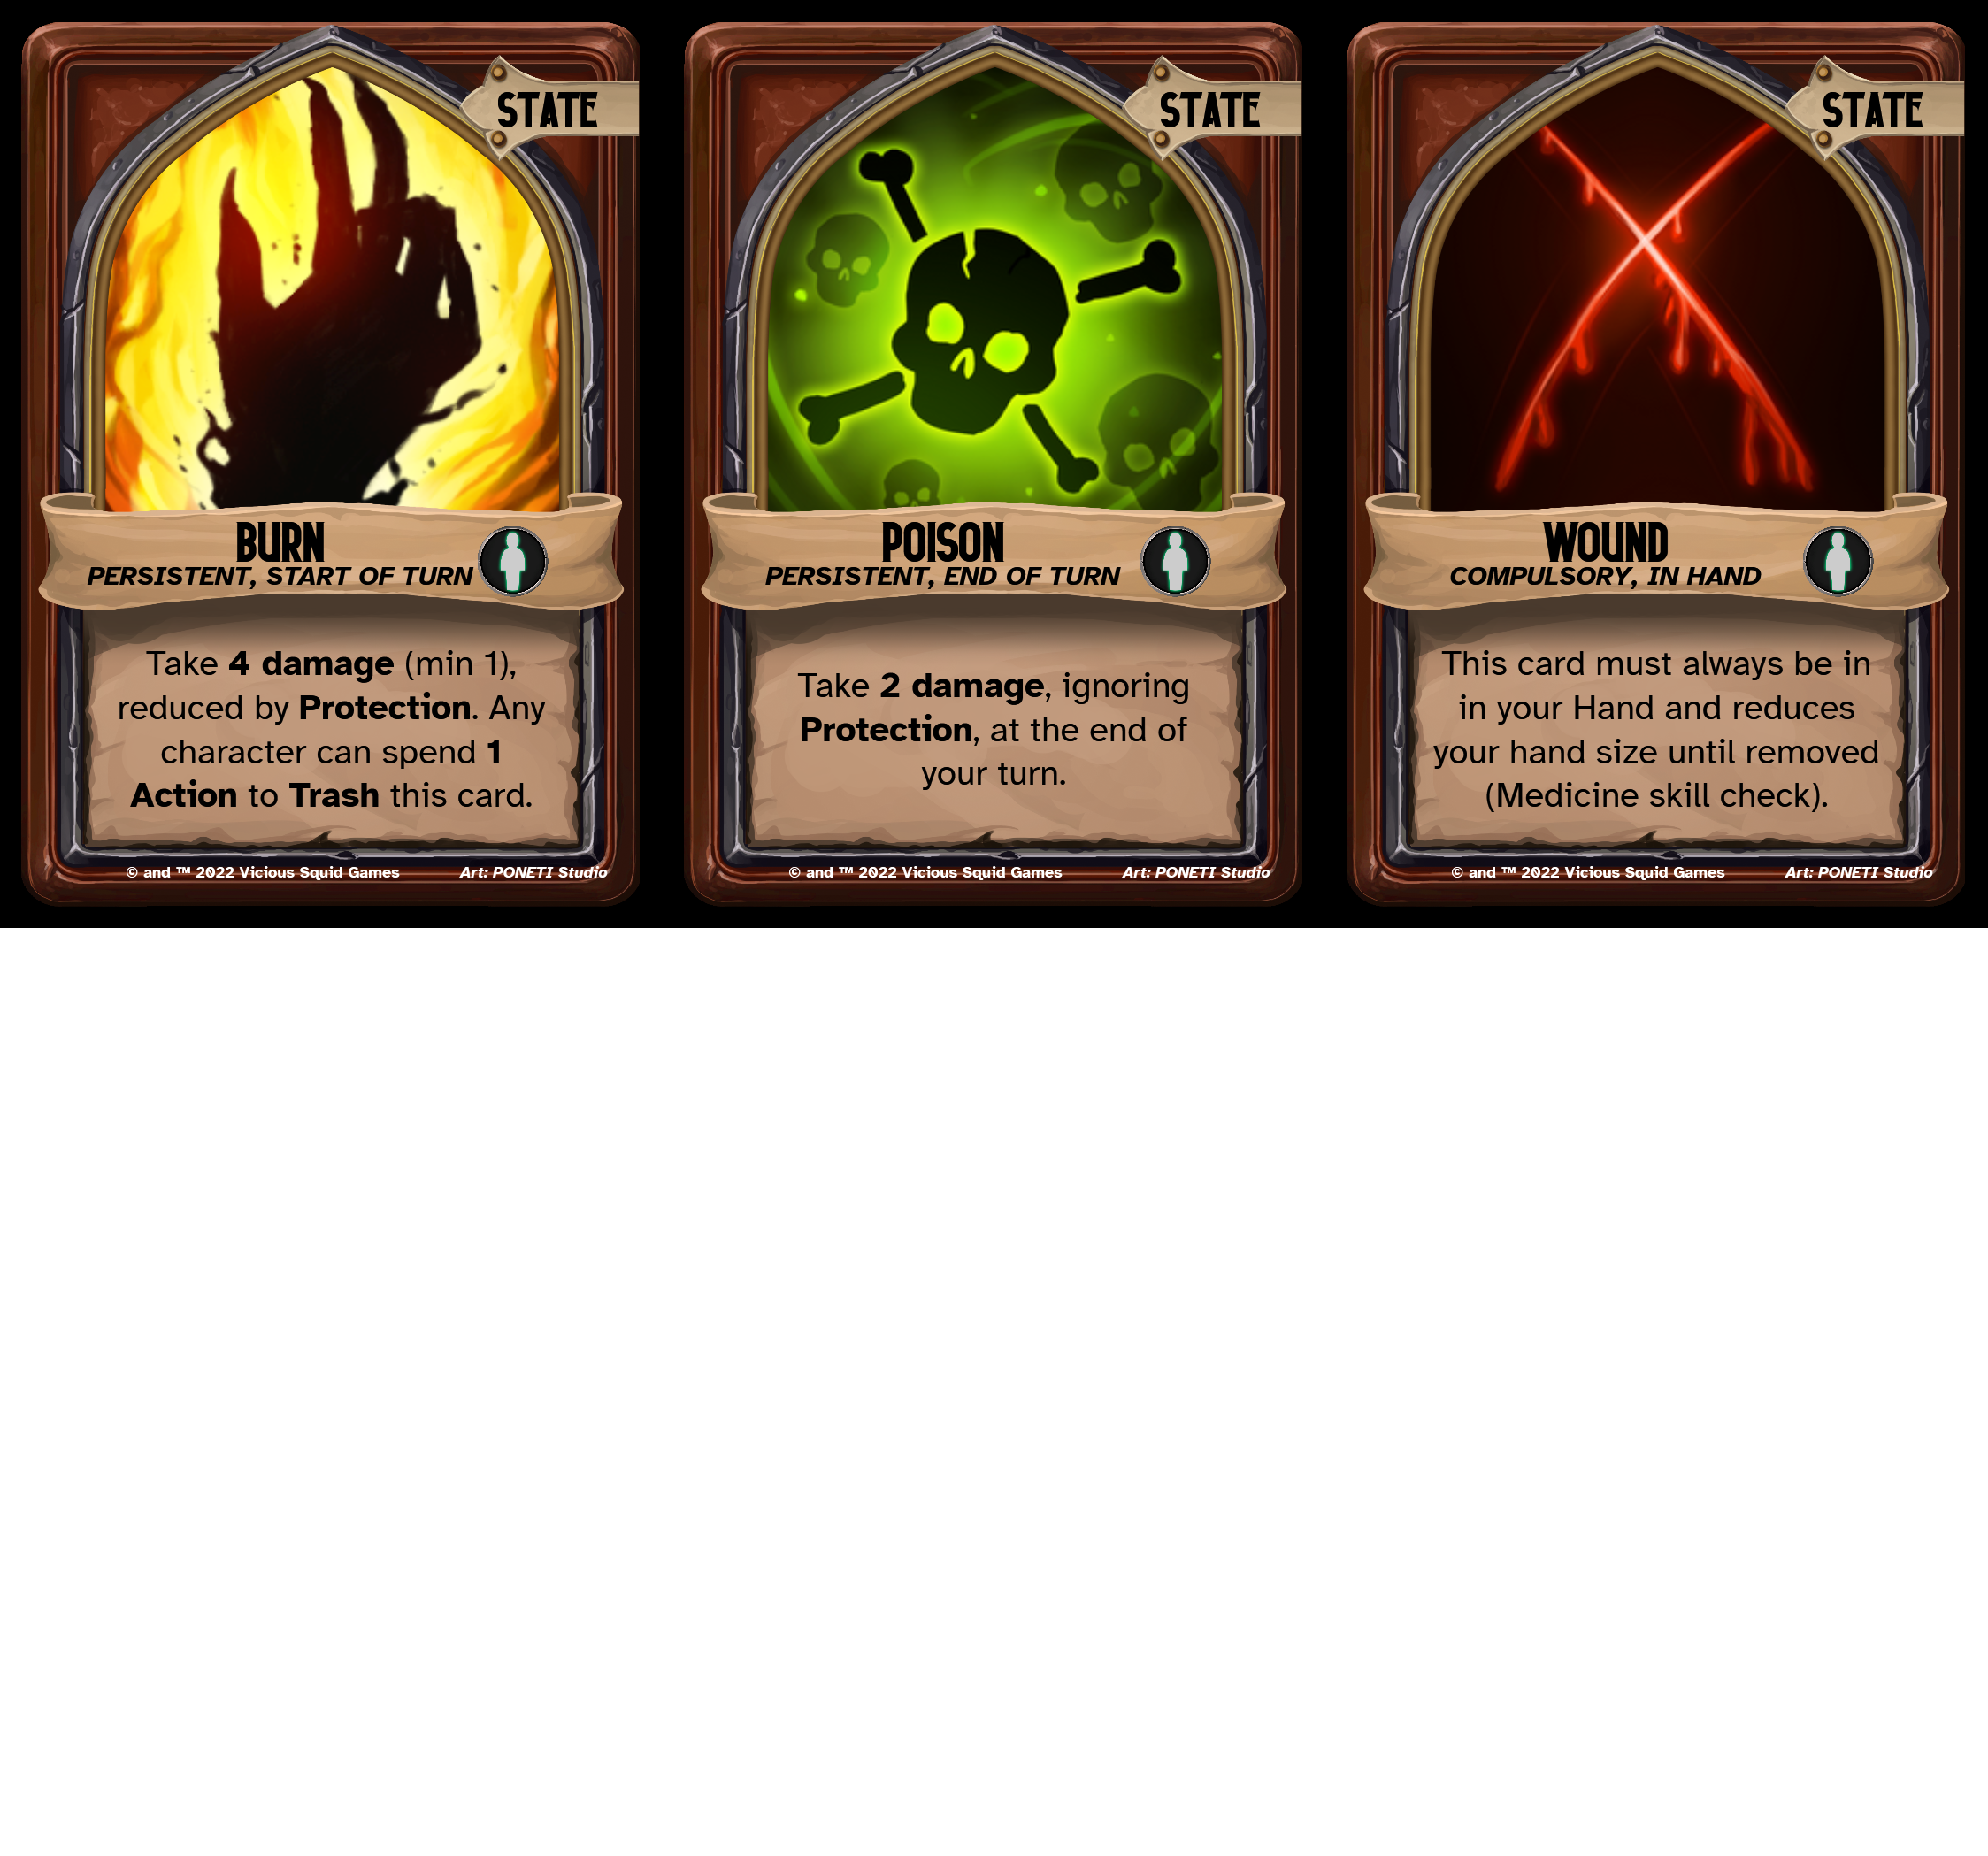 STATE
BURN
PERSISTENT, START OF TURN
Take 4 damage (min 1),
reduced by Protection. Any
character can spend 1
Action to Trash this card.
© and ™ 2022 Vicious Squid Games
Art: PONETI Studio
STATE
POISON
PERSISTENT, END OF TURN
Take 2 damage, ignoring
Protection, at the end of
your turn.
© and ™ 2022 Vicious Squid Games
Art: PONETI Studio
STATE
WOUND
COMPULSORY, IN HAND
This card must always be in
in your Hand and reduces
your hand size until removed
(Medicine skill check).
© and ™ 2022 Vicious Squid Games
Art: PONETI Studio